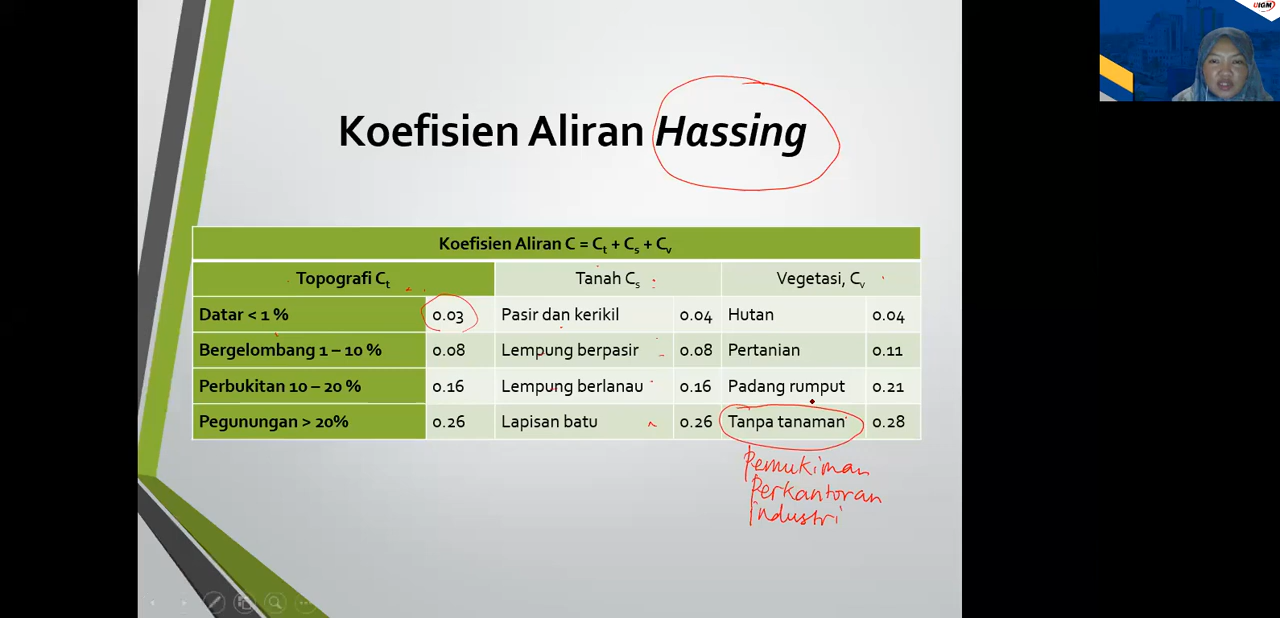 UIGM
Koefisien Aliran Hassing
Koefisien Aliran C = Ct + Cs + Cv
Topografi Ct Tanah Cs Vegetasi, Cv
Datar < 1 % 0.03 Pasir dan kerikil 0.04 Hutan 0.04
Bergelombang 1 – 10 % 0.08 Lempung berpasir 0.08 Pertanian 0.11
Perbukitan 10 – 20 % 0.16 Lempung berlanau 0.16 Padang rumput 0.21
Pegunungan > 20% 0.26 Lapisan batu 0.26 Tanpa tanaman 0.28
Pemukiman
Perkantoran
industri